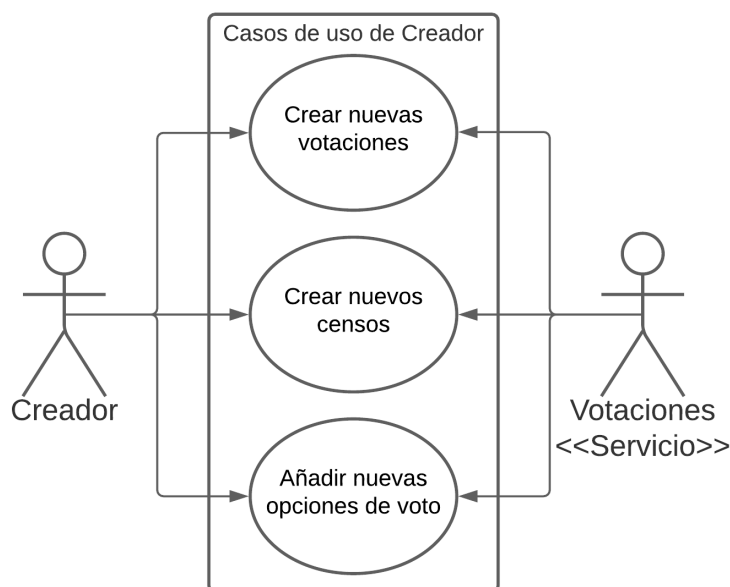 Casos de uso de Creador
Crear nuevas
votaciones
Crear nuevos
censos
Creador
Votaciones
<<Servicio>>
Añadir nuevas
opciones de voto